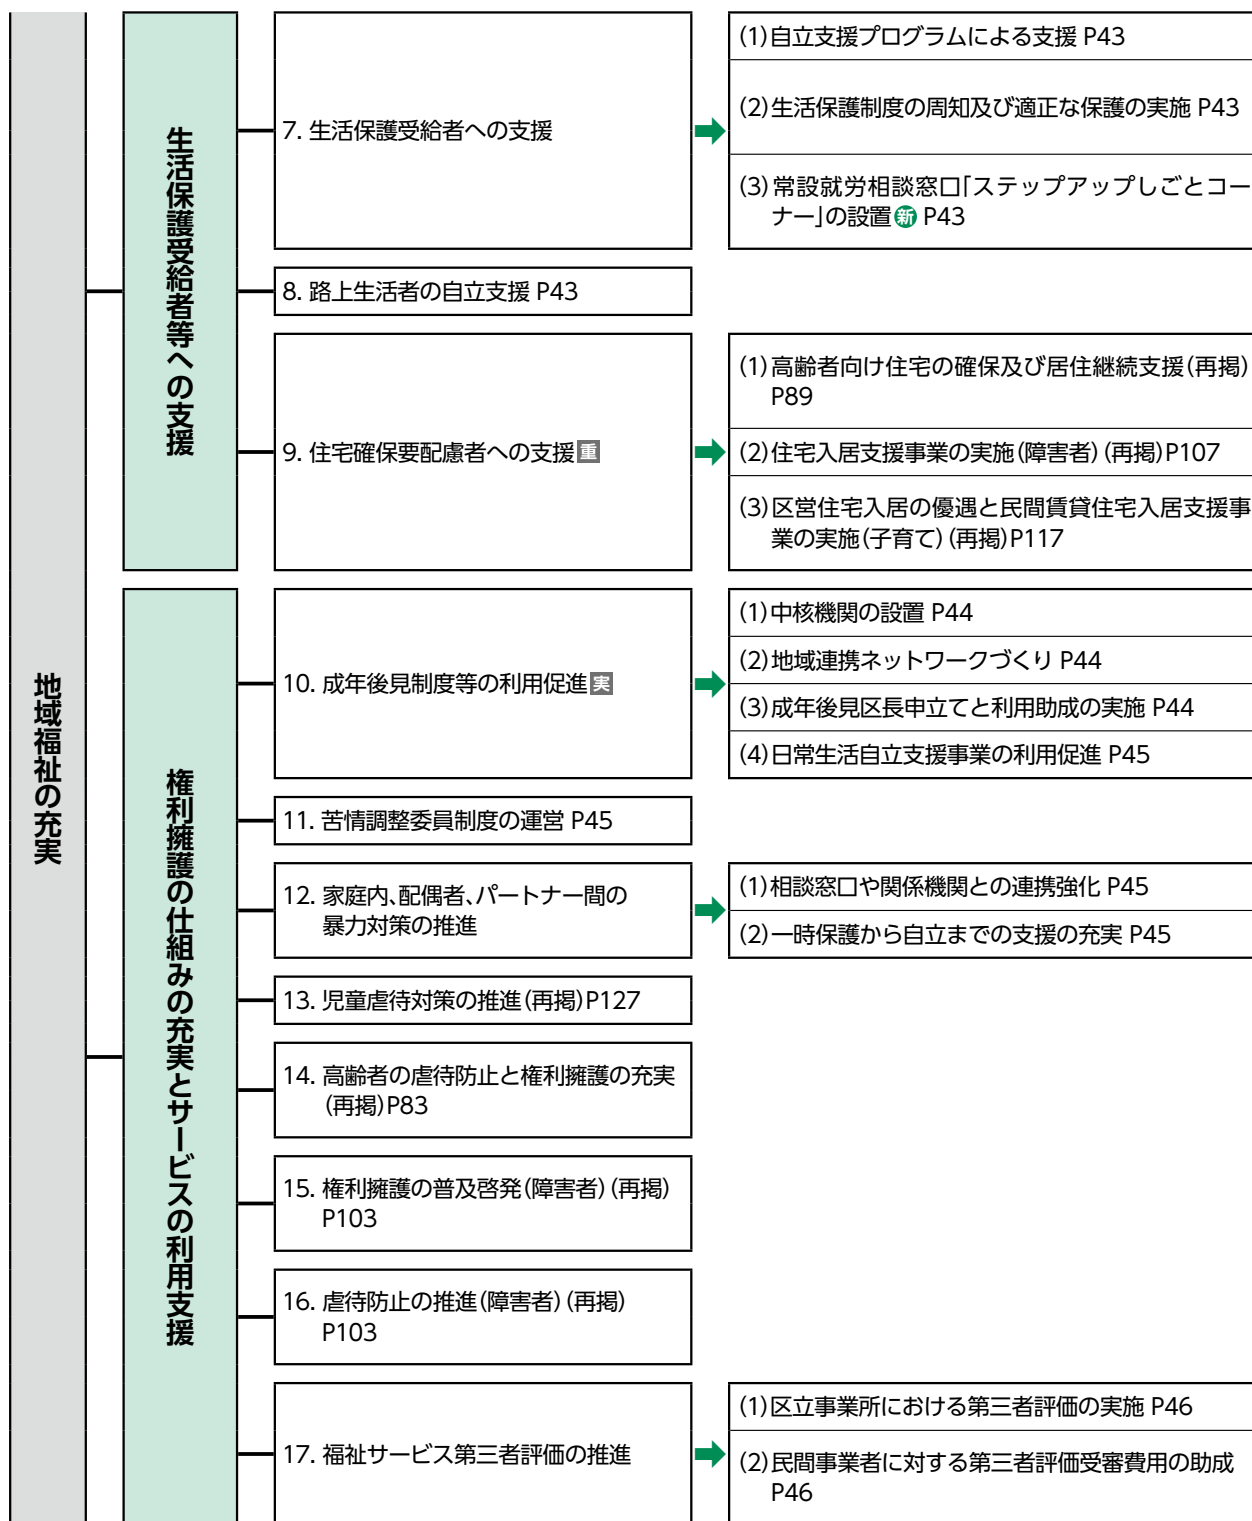 地域福祉の充実
生活保護受給者等への支援
7. 生活保護受給者への支援
(1)自立支援プログラムによる支援 P43
(2)生活保護制度の周知及び適正な保護の実施 P43
(3)常設就労相談窓口「ステップアップしごとコー
ナー」の設置新 P43
8. 路上生活者の自立支援 P43
9. 住宅確保要配慮者への支援重
(1)高齢者向け住宅の確保及び居住継続支援(再掲)
P89
(2)住宅入居支援事業の実施(障害者)(再掲)P107
(3)区営住宅入居の優遇と民間賃貸住宅入居支援事
業の実施(子育て)(再掲)P117
権利擁護の仕組みの充実とサービスの利用支援
10. 成年後見制度等の利用促進実
(1)中核機関の設置 P44
(2)地域連携ネットワークづくり P44
(3)成年後見区長申立てと利用助成の実施 P44
(4)日常生活自立支援事業の利用促進 P45
11. 苦情調整委員制度の運営 P45
12. 家庭内、配偶者、パートナー間の
暴力対策の推進
(1)相談窓口や関係機関との連携強化 P45
(2)一時保護から自立までの支援の充実 P45
13. 児童虐待対策の推進(再掲)P127
14. 高齢者の虐待防止と権利擁護の充実
(再掲)P83
15. 権利擁護の普及啓発(障害者)(再掲)
P103
16. 虐待防止の推進(障害者)(再掲)
P103
17. 福祉サービス第三者評価の推進
(1)区立事業所における第三者評価の実施 P46
(2)民間事業者に対する第三者評価受審費用の助成
P46